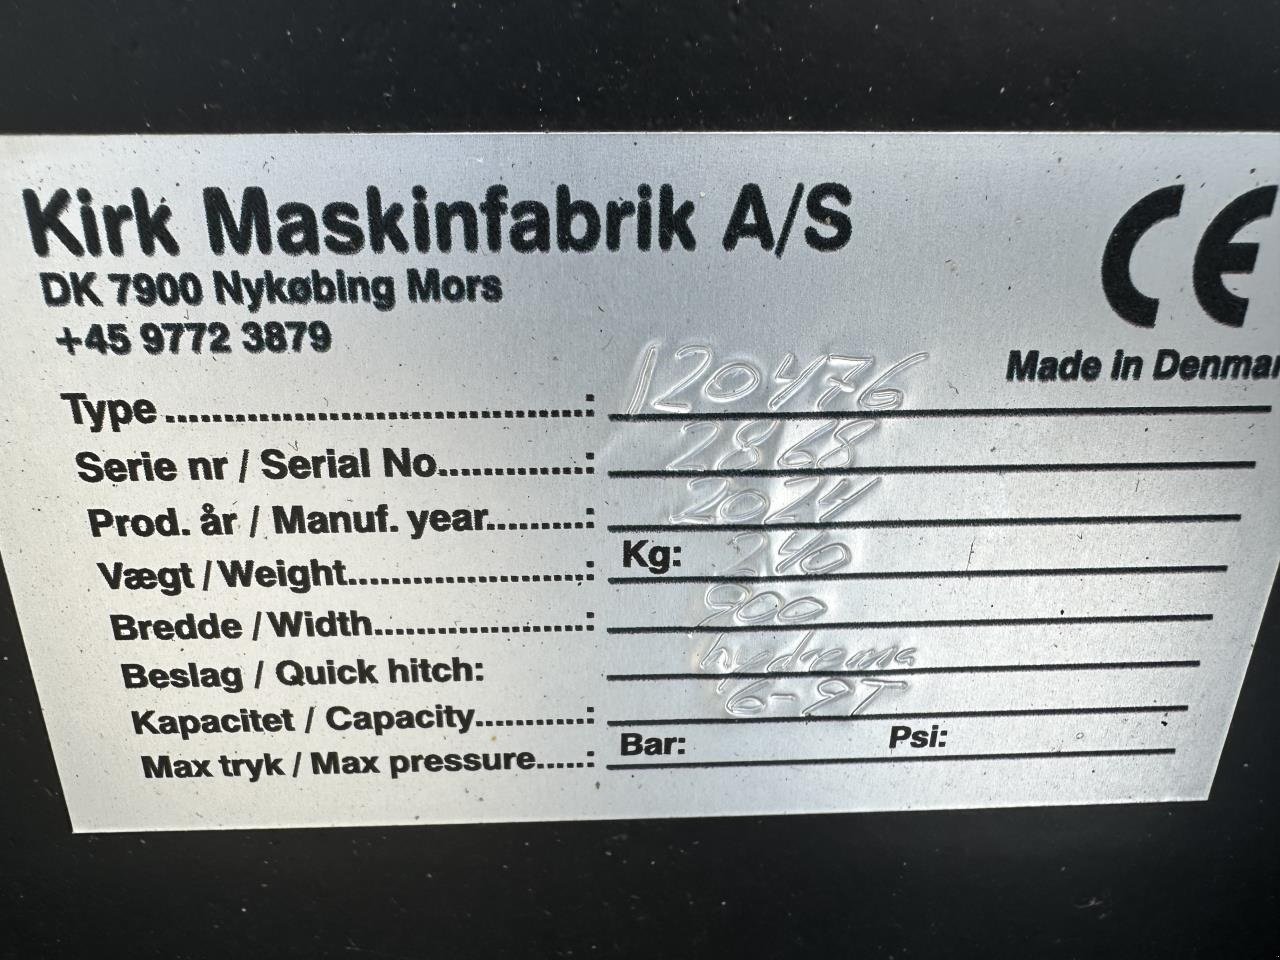 Kirk Maskinfabrik A/S
DK 7900 Nykøbing Mors
+45 9772 3879
CE
Made in Denmar
Type..................................: 120476
Serie nr / Serial No.............: 2868
Prod. år / Manuf. year.........: 2024
Vægt / Weight.....................: Kg: 240
Bredde / Width...................: 900
Beslag / Quick hitch: hydrema
Kapacitet / Capacity...........: 6-9T
Max tryk / Max pressure.....: Bar: Psi: